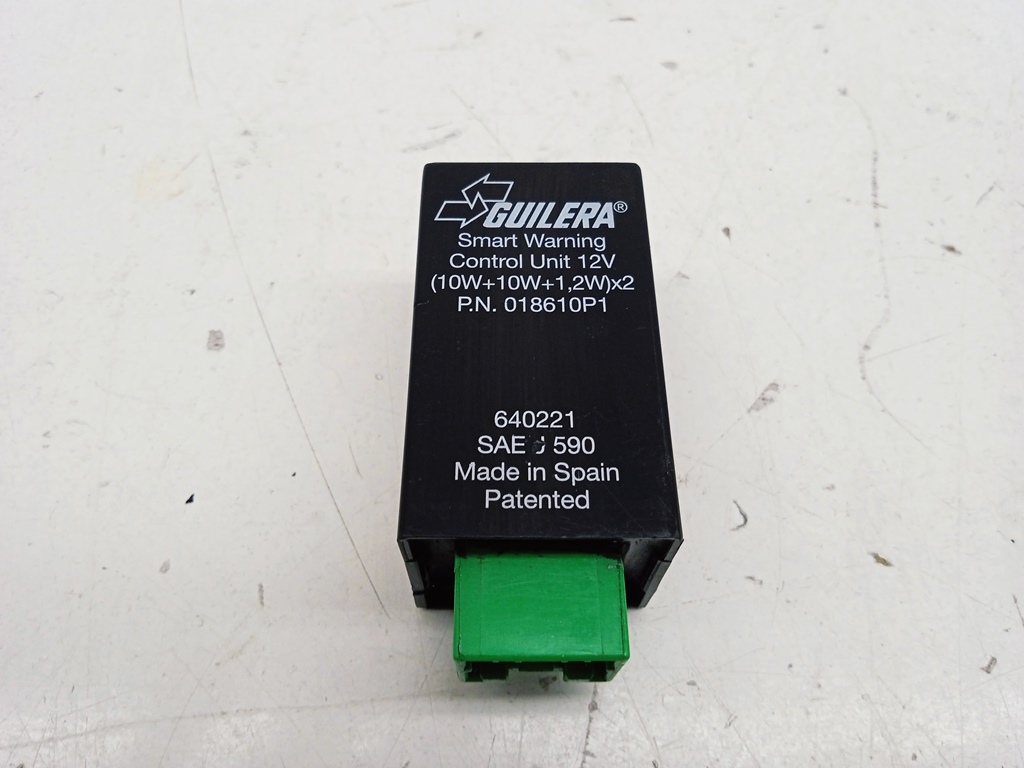 GUILERA®
Smart Warning
Control Unit 12V
(10W+10W+1,2W)x2
P.N. 018610P1
640221
SAE J 590
Made in Spain
Patented